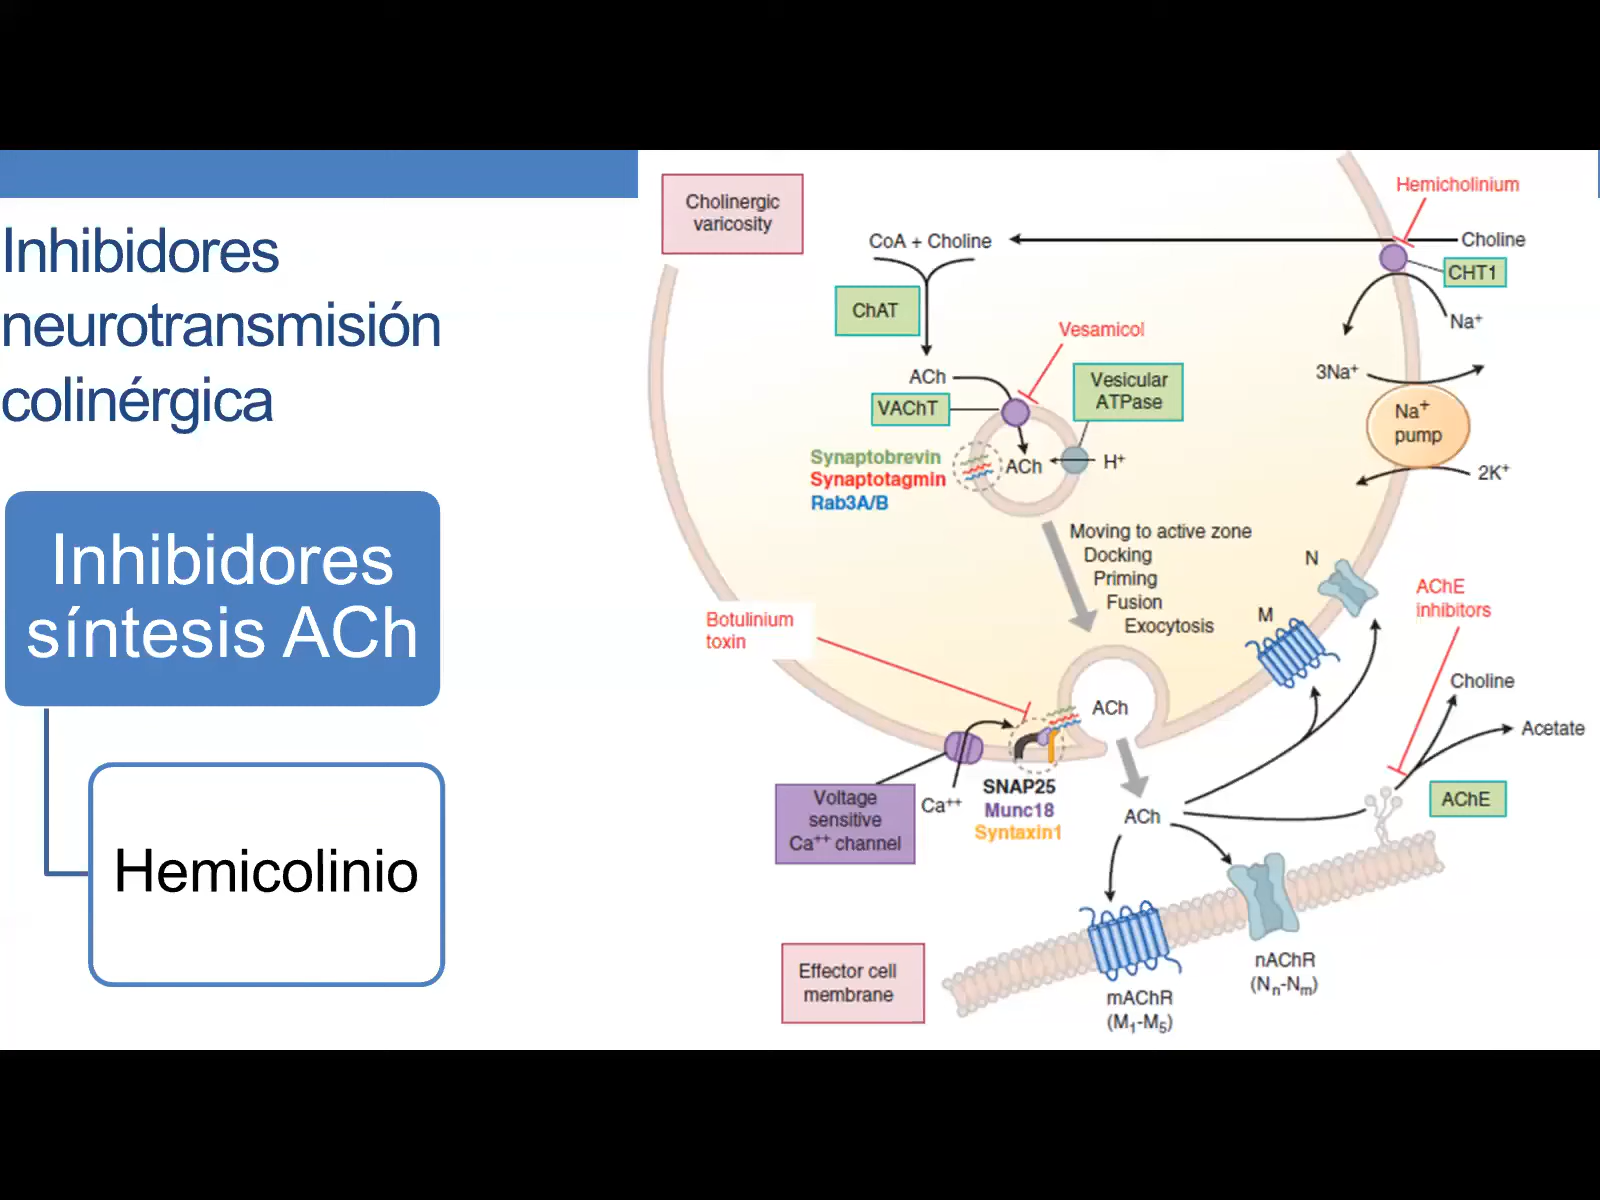 Inhibidores
neurotransmisión
colinérgica
Inhibidores
síntesis ACh
Hemicolinio
Cholinergic
varicosity
Hemicholinium
CoA + Choline
Choline
CHT1
ChAT
Na⁺
Vesamicol
3Na⁺
ACh
Vesicular
ATPase
VAChT
Na⁺
pump
Synaptobrevin
Synaptotagmin
Rab3A/B
ACh
H⁺
2K⁺
Moving to active zone
Docking
Priming
Fusion
Exocytosis
N
M
AChE
inhibitors
Botulinium
toxin
Choline
ACh
Acetate
SNAP25
Munc18
Syntaxin1
Voltage
sensitive
Ca⁺⁺ channel
Ca⁺⁺
ACh
AChE
Effector cell
membrane
nAChR
(Nₙ-Nₘ)
mAChR
(M₁-M₅)